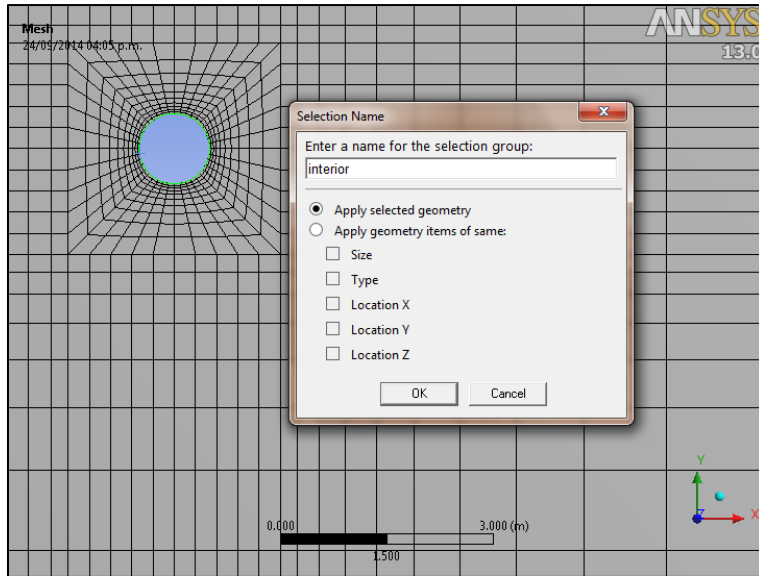 Mesh
24/09/2014 04:05 p.m.
ANSYS
13.0
Selection Name
Enter a name for the selection group:
interior
Apply selected geometry
Apply geometry items of same:
Size
Type
Location X
Location Y
Location Z
OK Cancel
Y
Z X
0.000 3.000 (m)
1.500